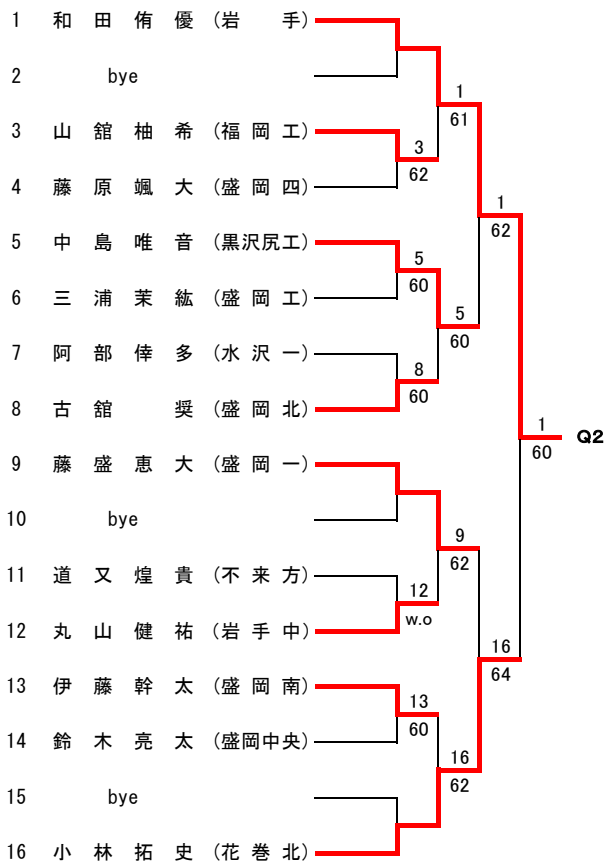 1 和田侑優 (岩手)
2 bye
1
61
3 山舘柚希 (福岡工)
3
62
4 藤原颯大 (盛岡四)
1
62
5 中島唯音 (黒沢尻工)
5
60
6 三浦茉紘 (盛岡工)
5
60
7 阿部倖多 (水沢一)
8
60
8 古舘奨 (盛岡北)
1
60
Q2
9 藤盛恵大 (盛岡一)
10 bye
9
62
11 道又煌貴 (不来方)
12
w.o
12 丸山健祐 (岩手中)
16
64
13 伊藤幹太 (盛岡南)
13
60
14 鈴木亮太 (盛岡中央)
16
62
15 bye
16 小林拓史 (花巻北)